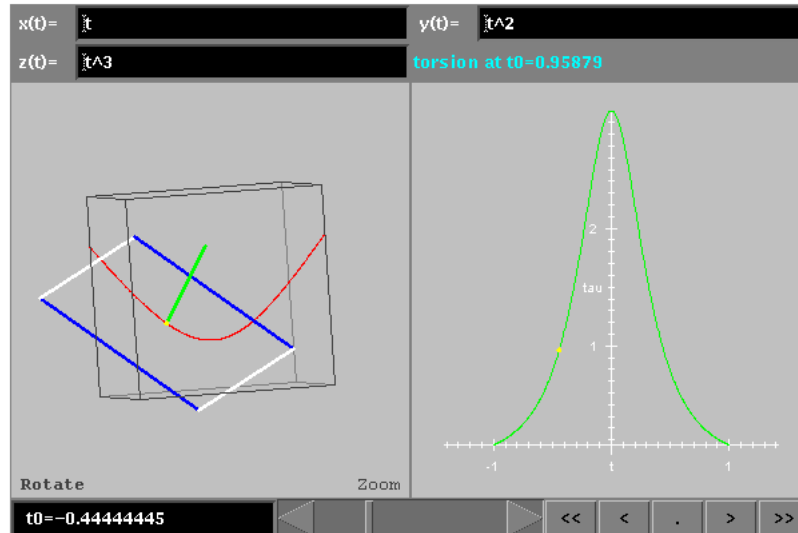 x(t)= t
y(t)= t^2
z(t)= t^3
torsion at t0=0.95879
2
tau
1
-1
t
1
Rotate
Zoom
t0=-0.44444445
<<
<
.
>
>>